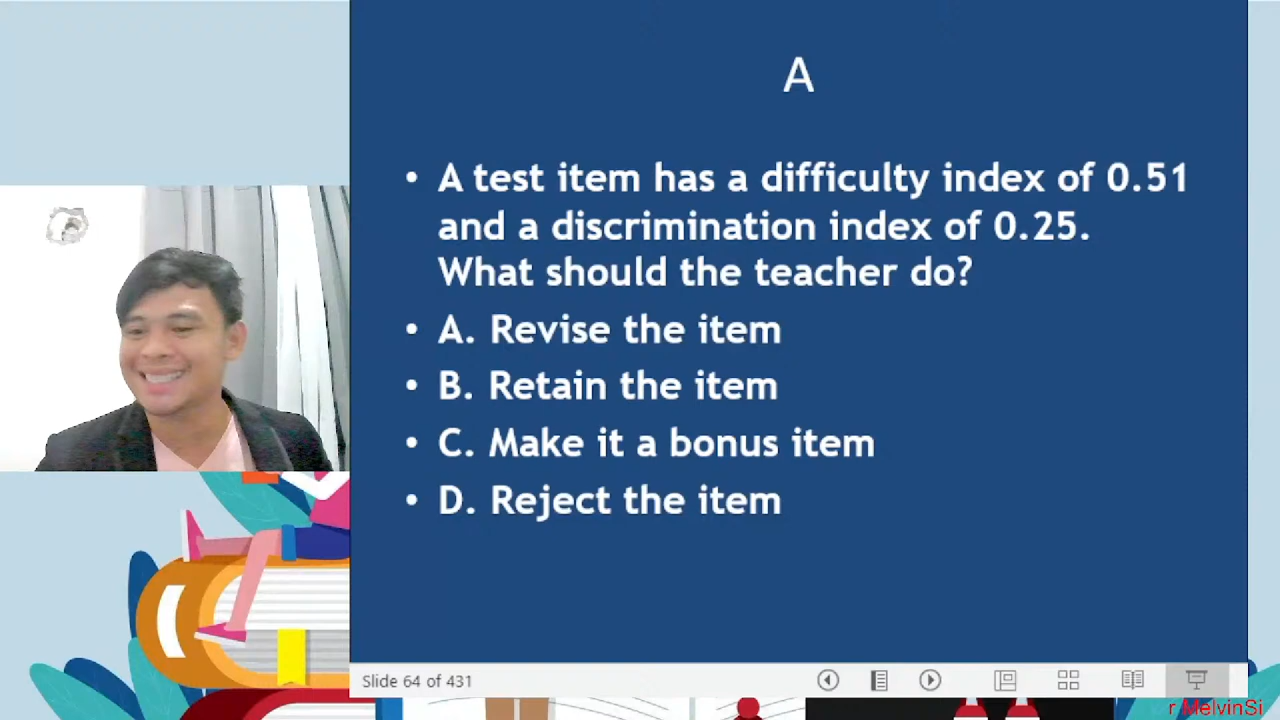 A
• A test item has a difficulty index of 0.51
and a discrimination index of 0.25.
What should the teacher do?
• A. Revise the item
• B. Retain the item
• C. Make it a bonus item
• D. Reject the item
Slide 64 of 431
r MelvinSi